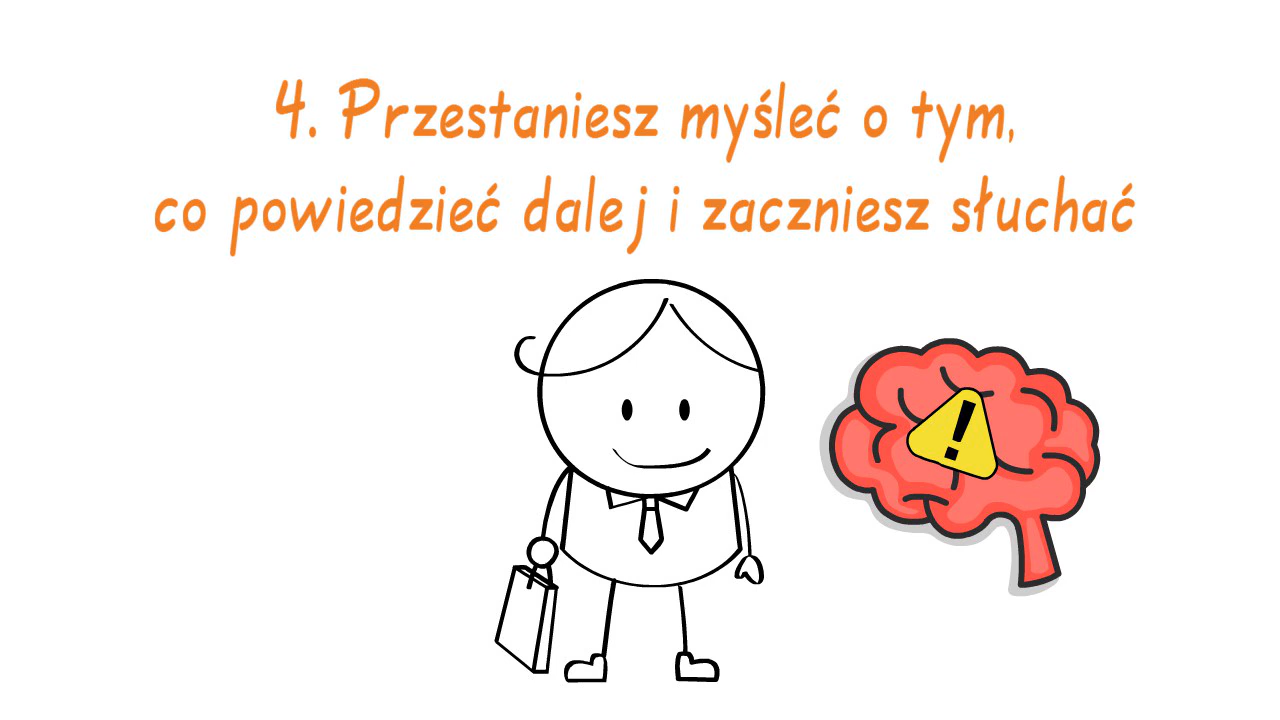 4. Przestaniesz myśleć o tym,
co powiedzieć dalej i zaczniesz słuchać
!